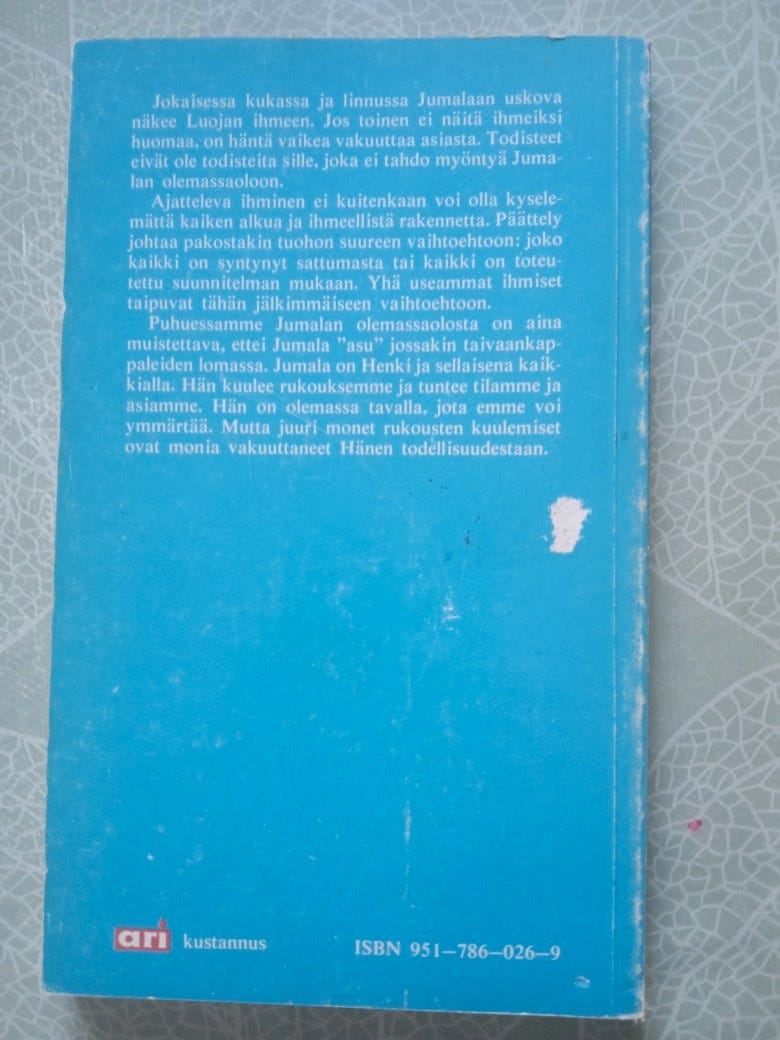 Jokaisessa kukassa ja linnussa Jumalaan uskova
näkee Luojan ihmeen. Jos toinen ei näitä ihmeiksi
huomaa, on häntä vaikea vakuuttaa asiasta. Todisteet
eivät ole todisteita sille, joka ei tahdo myöntyä Juma-
lan olemassaoloon.
Ajatteleva ihminen ei kuitenkaan voi olla kysele-
mättä kaiken alkua ja ihmeellistä rakennetta. Päättely
johtaa pakostakin tuohon suureen vaihtoehtoon: joko
kaikki on syntynyt sattumasta tai kaikki on toteu-
tettu suunnitelman mukaan. Yhä useammat ihmiset
taipuvat tähän jälkimmäiseen vaihtoehtoon.
Puhuessamme Jumalan olemassaolosta on aina
muistettava, ettei Jumala "asu" jossakin taivaankap-
paleiden lomassa. Jumala on Henki ja sellaisena kaik-
kialla. Hän kuulee rukouksemme ja tuntee tilamme ja
asiamme. Hän on olemassa tavalla, jota emme voi
ymmärtää. Mutta juuri monet rukousten kuulemiset
ovat monia vakuuttaneet Hänen todellisuudestaan.
ari kustannus
ISBN 951-786-026-9